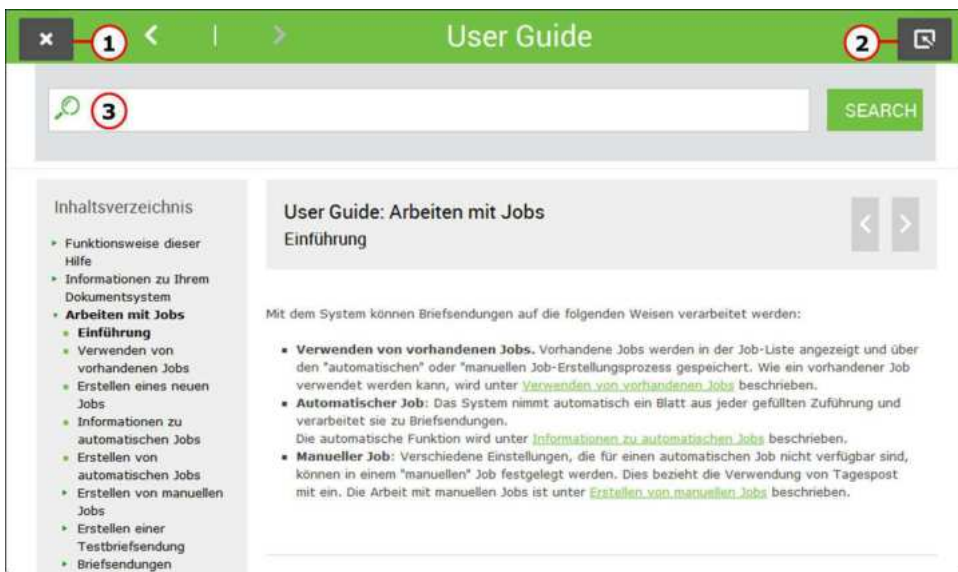 User Guide
1
2
3
SEARCH
Inhaltsverzeichnis
Funktionsweise dieser
Hilfe
Informationen zu Ihrem
Dokumentsystem
Arbeiten mit Jobs
Einführung
Verwenden von
vorhandenen Jobs
Erstellen eines neuen
Jobs
Informationen zu
automatischen Jobs
Erstellen von
automatischen Jobs
Erstellen von manuellen
Jobs
Erstellen einer
Testbriefsendung
Briefsendungen
User Guide: Arbeiten mit Jobs
Einführung
Mit dem System können Briefsendungen auf die folgenden Weisen verarbeitet werden:
Verwenden von vorhandenen Jobs. Vorhandene Jobs werden in der Job-Liste angezeigt und über
den "automatischen" oder "manuellen Job-Erstellungsprozess gespeichert. Wie ein vorhandener Job
verwendet werden kann, wird unter Verwenden von vorhandenen Jobs beschrieben.
Automatischer Job: Das System nimmt automatisch ein Blatt aus jeder gefüllten Zuführung und
verarbeitet sie zu Briefsendungen.
Die automatische Funktion wird unter Informationen zu automatischen Jobs beschrieben.
Manueller Job: Verschiedene Einstellungen, die für einen automatischen Job nicht verfügbar sind,
können in einem "manuellen" Job festgelegt werden. Dies bezieht die Verwendung von Tagespost
mit ein. Die Arbeit mit manuellen Jobs ist unter Erstellen von manuellen Jobs beschrieben.